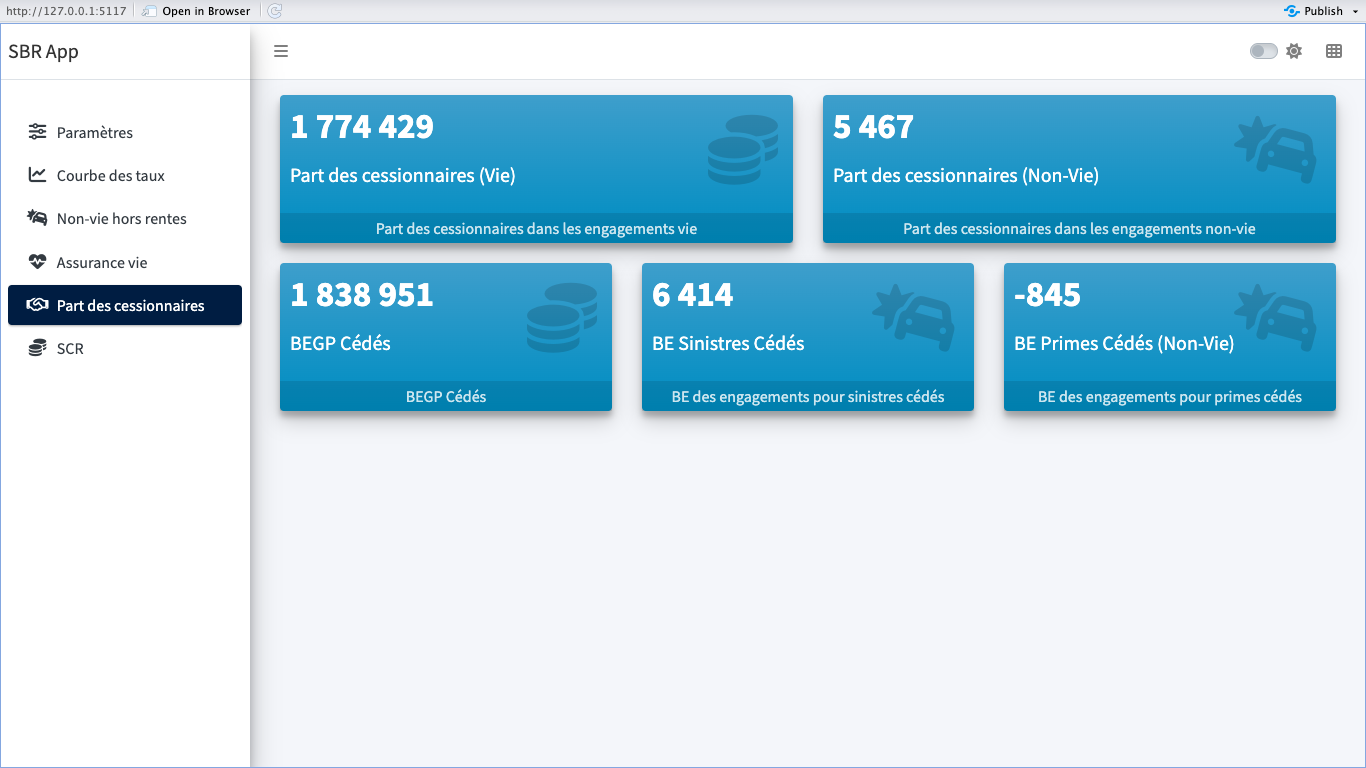 http://127.0.0.1:5117
Open in Browser
Publish
SBR App
Paramètres
Courbe des taux
Non-vie hors rentes
Assurance vie
Part des cessionnaires
SCR
1 774 429
Part des cessionnaires (Vie)
Part des cessionnaires dans les engagements vie
5 467
Part des cessionnaires (Non-Vie)
Part des cessionnaires dans les engagements non-vie
1 838 951
BEGP Cédés
BEGP Cédés
6 414
BE Sinistres Cédés
BE des engagements pour sinistres cédés
-845
BE Primes Cédés (Non-Vie)
BE des engagements pour primes cédés